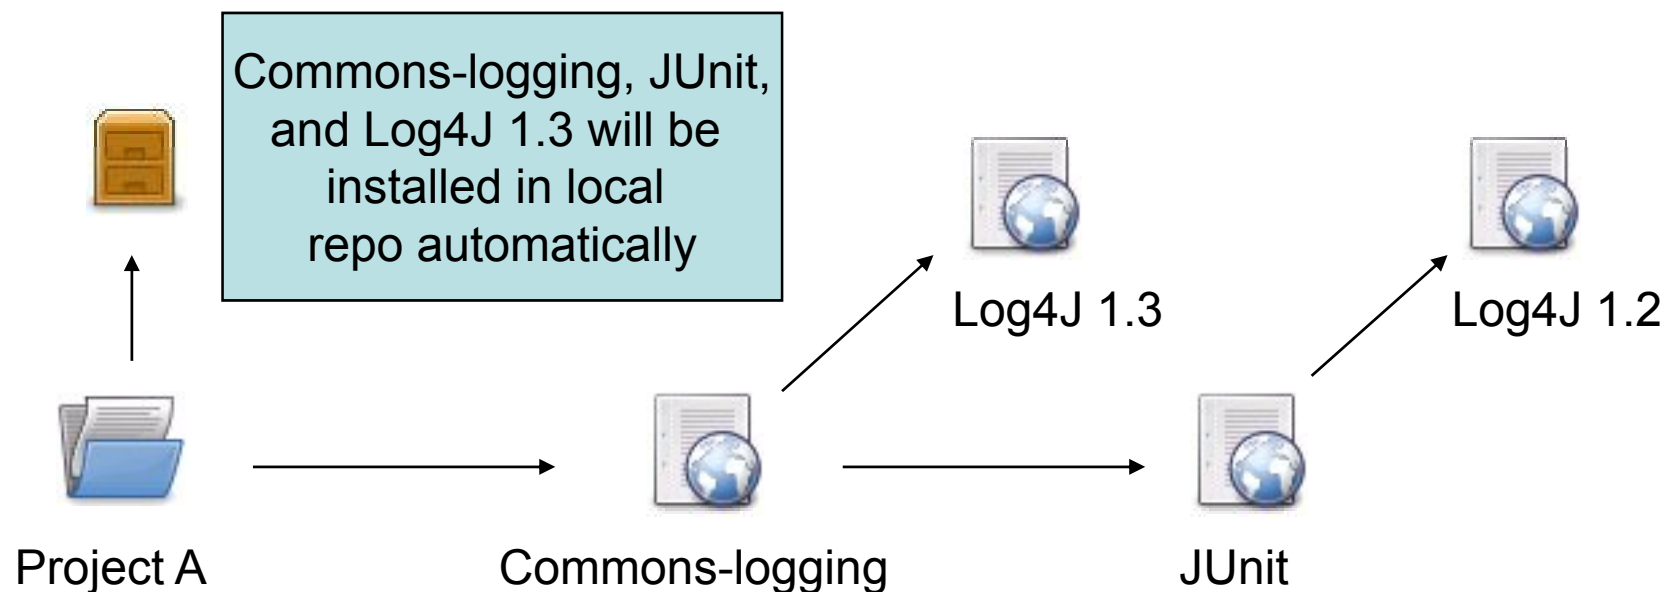 Commons-logging, JUnit,
and Log4J 1.3 will be
installed in local
repo automatically
Log4J 1.3
Log4J 1.2
Project A
Commons-logging
JUnit